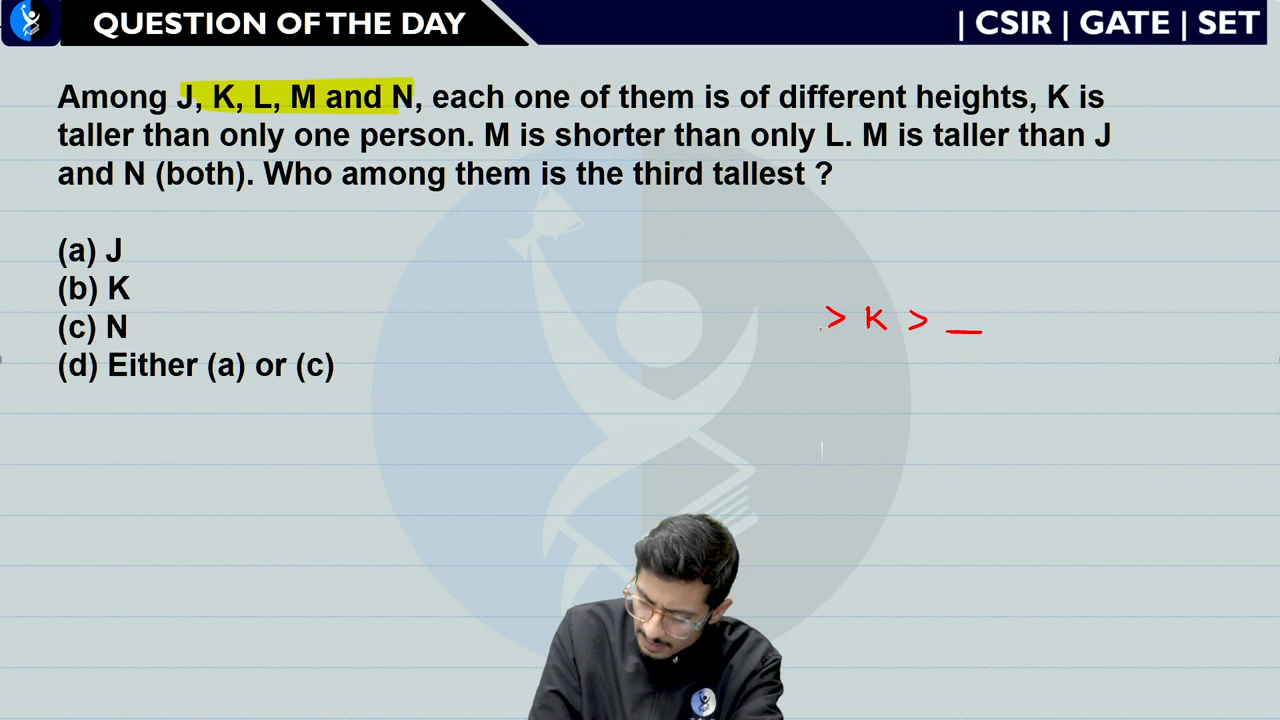 QUESTION OF THE DAY
| CSIR | GATE | SET
Among J, K, L, M and N, each one of them is of different heights, K is
taller than only one person. M is shorter than only L. M is taller than J
and N (both). Who among them is the third tallest ?
(a) J
(b) K
(c) N
(d) Either (a) or (c)
> K > _